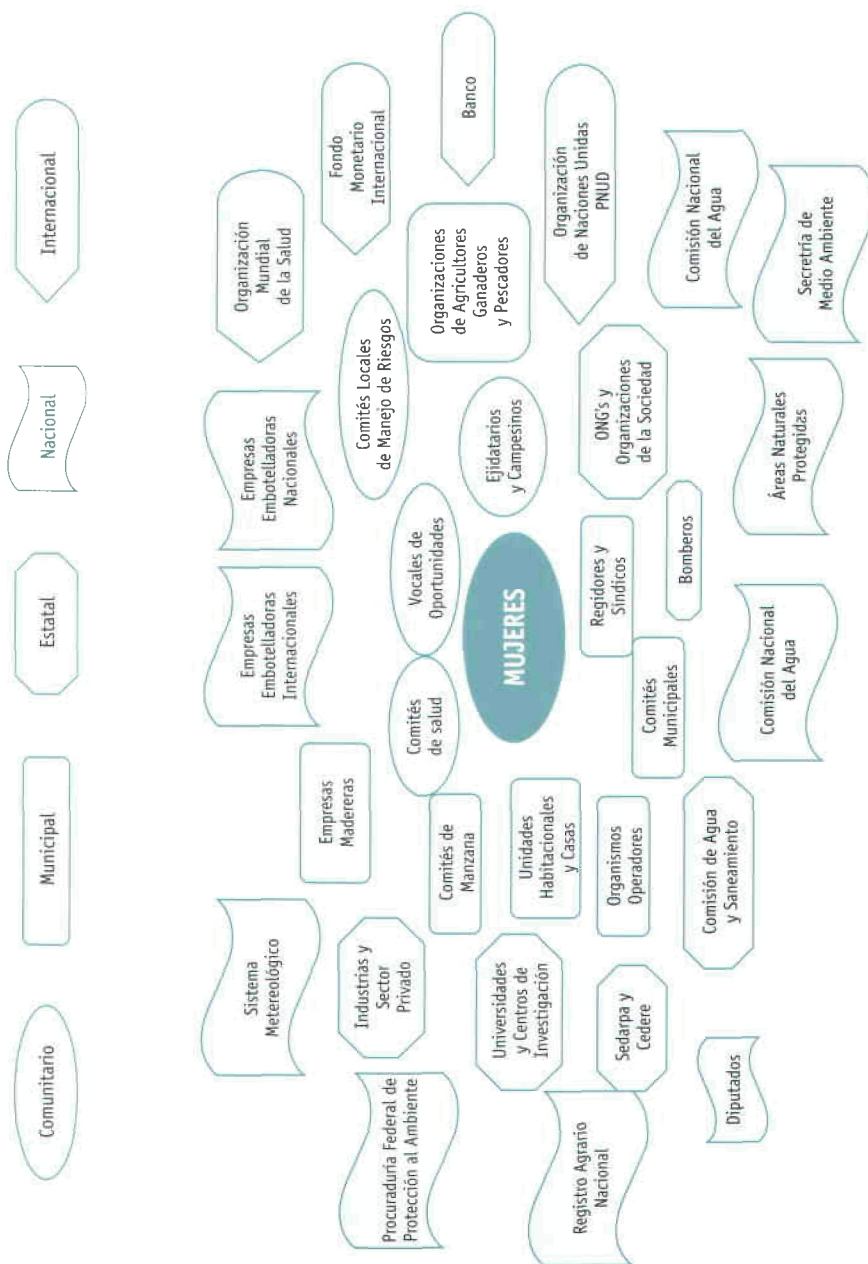 Comunitario
Municipal
Estatal
Nacional
Internacional
Sistema
Metereológico
Empresas
Embotelladoras
Internacionales
Empresas
Embotelladoras
Nacionales
Organización
Mundial
de la Salud
Empresas
Madereras
Comités Locales
de Manejo de Riesgos
Fondo
Monetario
Internacional
Procuraduría Federal de
Protección al Ambiente
Industrias y
Sector
Privado
Comités
de salud
Vocales de
Oportunidades
Organizaciones
de Agricultores
Ganaderos
y Pescadores
Banco
Comités de
Manzana
Universidades
y Centros de
Investigación
Unidades
Habitacionales
y Casas
MUJERES
Ejidatarios
y Campesinos
Organización
de Naciones Unidas
PNUD
Registro Agrario
Nacional
Sedarpa y
Cedere
Organismos
Operadores
Regidores y
Síndicos
ONG's y
Organizaciones
de la Sociedad
Comités
Municipales
Bomberos
Comisión Nacional
del Agua
Diputados
Comisión de Agua
y Saneamiento
Comisión Nacional
del Agua
Áreas Naturales
Protegidas
Secretría de
Medio Ambiente